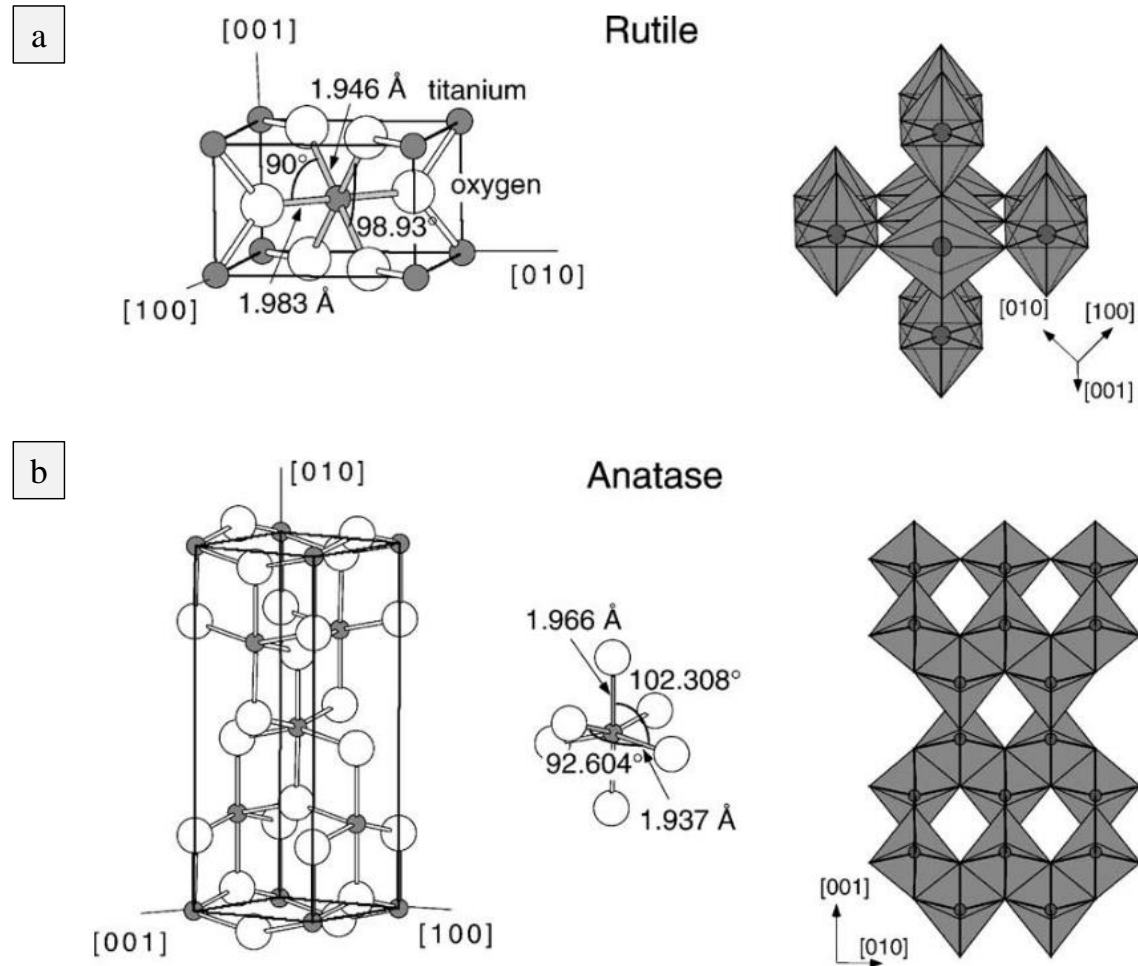 a
Rutile
[001]
1.946 Å
titanium
90°
oxygen
98.93°
[010]
[100]
1.983 Å
[010]
[100]
[001]
b
Anatase
[010]
1.966 Å
102.308°
92.604°
1.937 Å
[001]
[100]
[001]
[010]